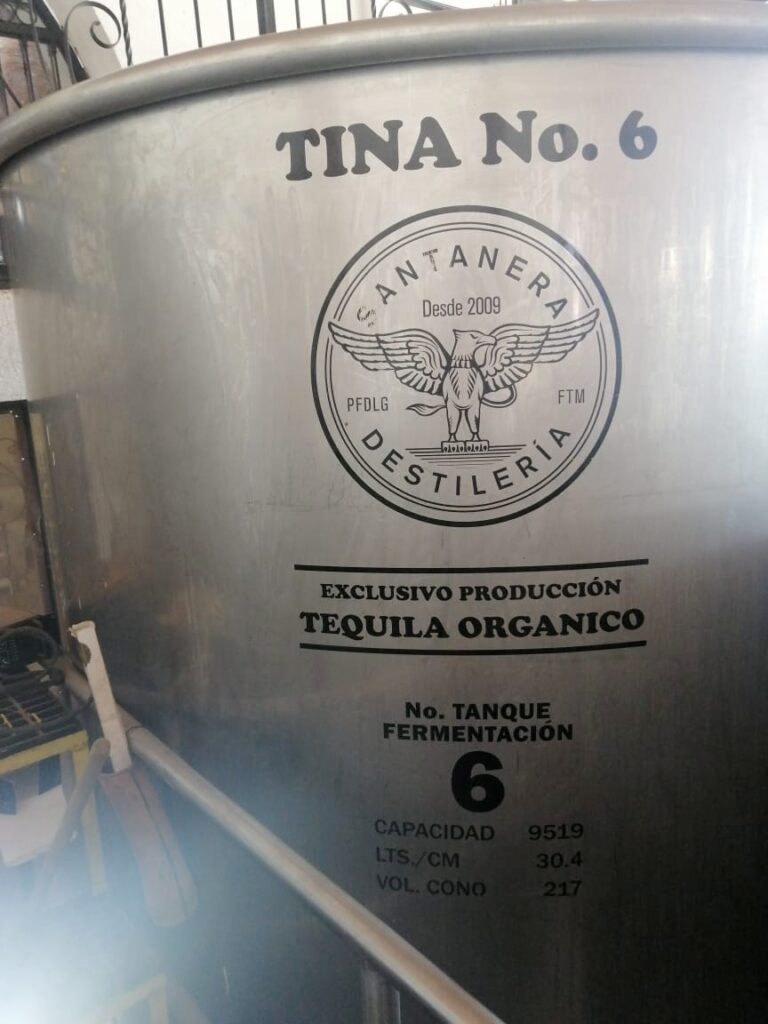 TINA No. 6
SANTANERA
Desde 2009
PFDLG
FTM
DESTILERÍA
EXCLUSIVO PRODUCCIÓN
TEQUILA ORGANICO
No. TANQUE
FERMENTACIÓN
6
CAPACIDAD 9519
LTS./CM 30.4
VOL. CONO 217